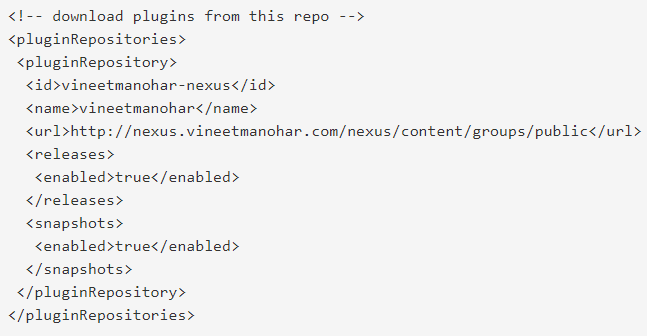 <!-- download plugins from this repo -->
<pluginRepositories>
 <pluginRepository>
  <id>vineetmanohar-nexus</id>
  <name>vineetmanohar</name>
  <url>http://nexus.vineetmanohar.com/nexus/content/groups/public</url>
  <releases>
   <enabled>true</enabled>
  </releases>
  <snapshots>
   <enabled>true</enabled>
  </snapshots>
 </pluginRepository>
</pluginRepositories>